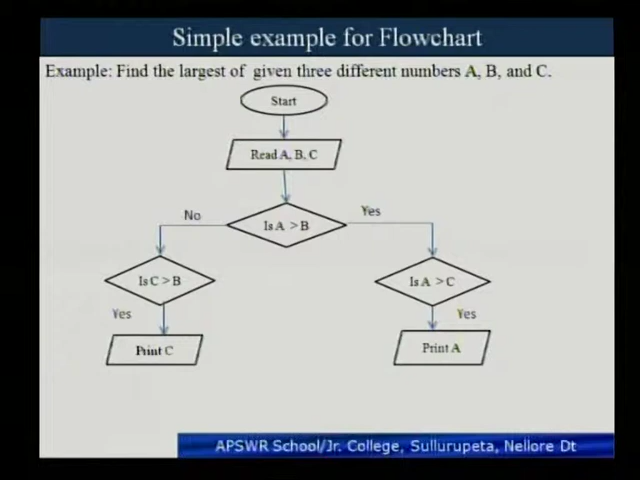 Simple example for Flowchart
Example: Find the largest of given three different numbers A, B, and C.
Start
Read A, B, C
No
Yes
Is A > B
Is C > B
Is A > C
Yes
Yes
Print C
Print A
APSWR School/Jr. College, Sullurupeta, Nellore Dt